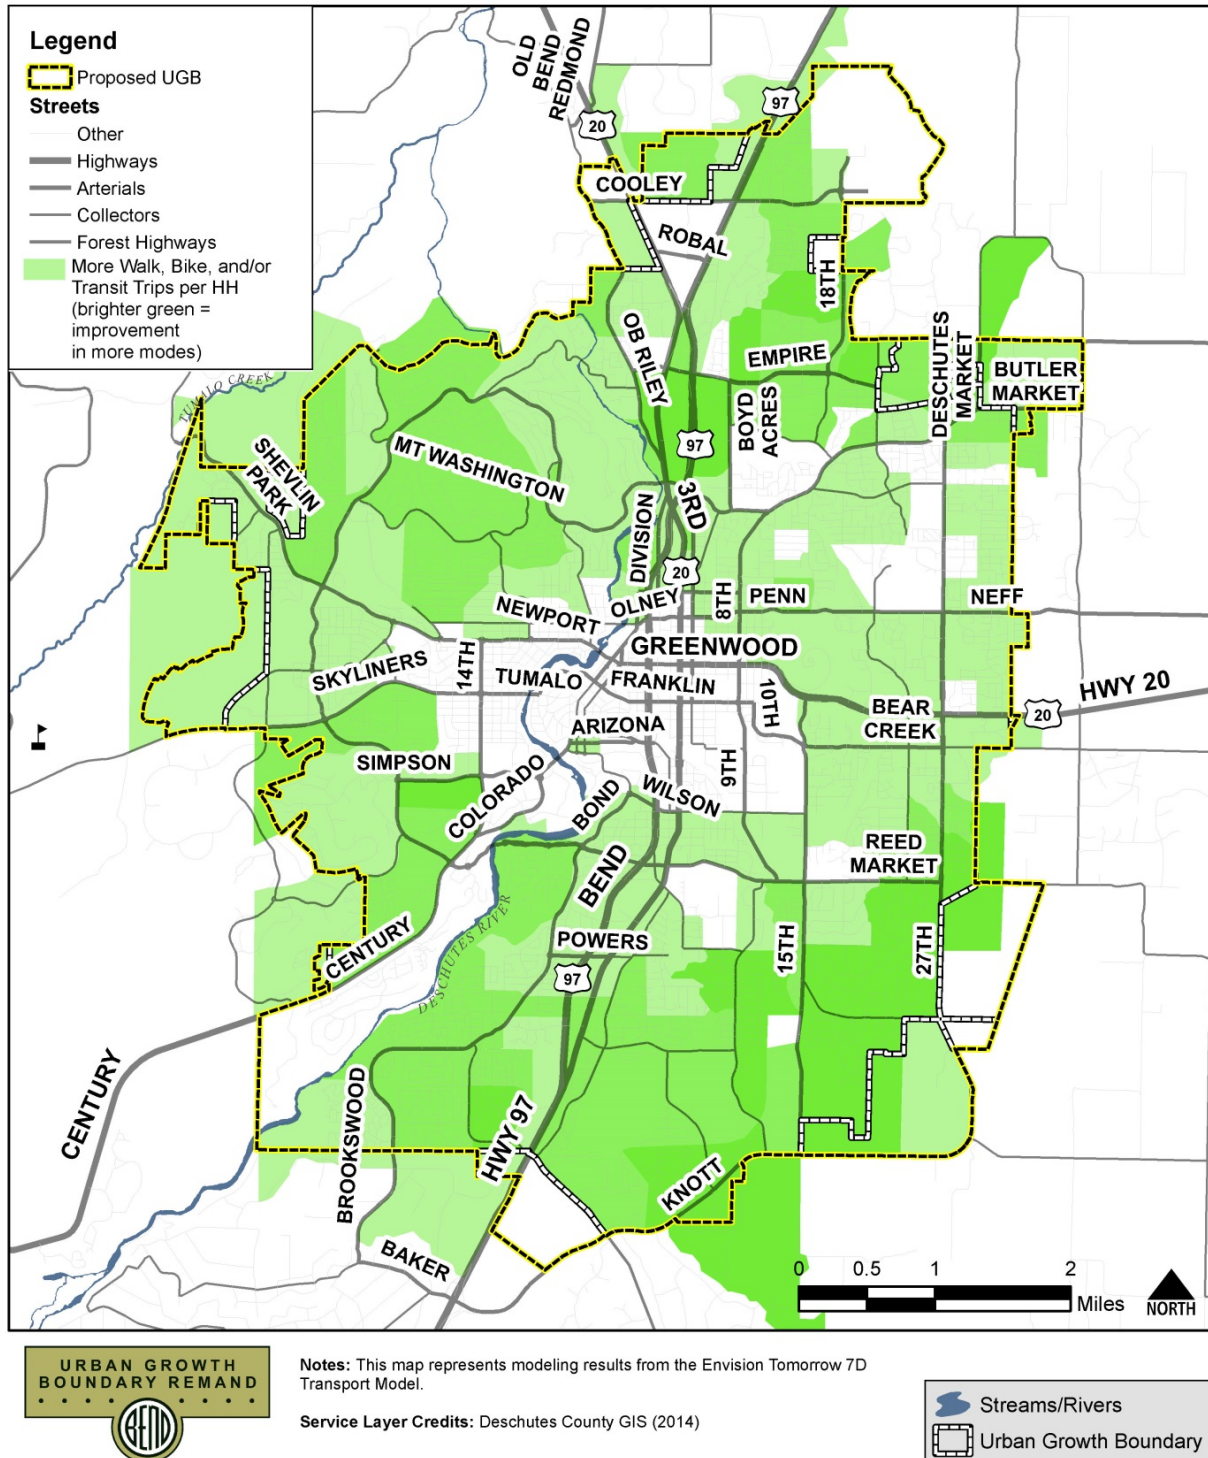 Legend
Proposed UGB
Streets
Other
Highways
Arterials
Collectors
Forest Highways
More Walk, Bike, and/or
Transit Trips per HH
(brighter green =
improvement
in more modes)
OLD
BEND
REDMOND
20
97
COOLEY
ROBAL
18TH
OB RILEY
EMPIRE
DESCHUTES
MARKET
BUTLER
MARKET
BOYD
ACRES
TUMALO CREEK
SHEVLIN
PARK
MT WASHINGTON
97
3RD
DIVISION
20
OLNEY
8TH
PENN
NEFF
NEWPORT
GREENWOOD
SKYLINERS
14TH
TUMALO
FRANKLIN
10TH
HWY 20
20
BEAR
CREEK
ARIZONA
SIMPSON
COLORADO
BOND
WILSON
9TH
REED
MARKET
BEND
DESCHUTES RIVER
CENTURY
POWERS
97
15TH
27TH
CENTURY
BROOKSWOOD
HWY 97
KNOTT
BAKER
0 0.5 1 2
Miles
NORTH
URBAN GROWTH
BOUNDARY REMAND
BEND
Notes: This map represents modeling results from the Envision Tomorrow 7D
Transport Model.
Service Layer Credits: Deschutes County GIS (2014)
Streams/Rivers
Urban Growth Boundary